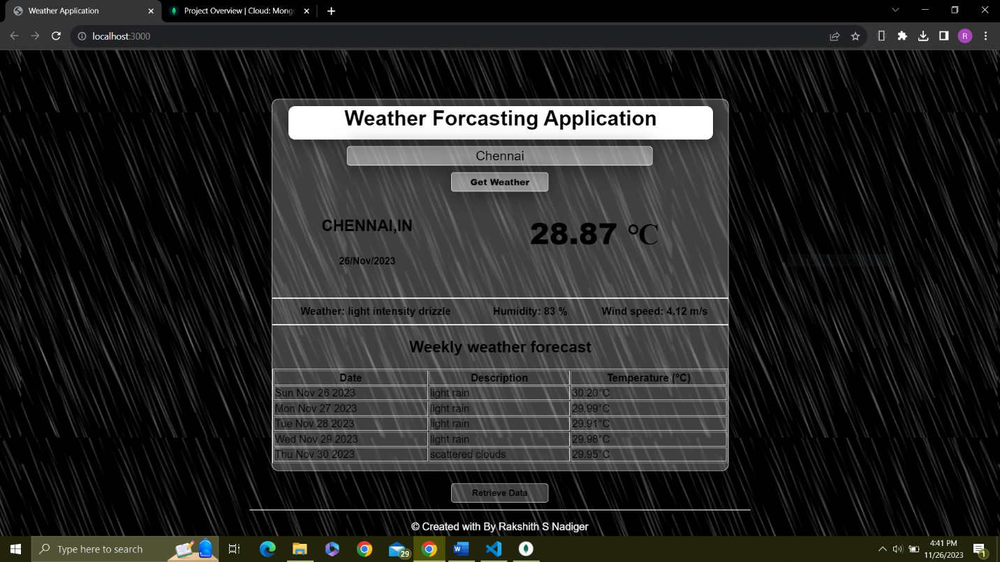 Weather Application
Project Overview | Cloud: Mong
localhost:3000
R
Weather Forcasting Application
Chennai
Get Weather
CHENNAI,IN
28.87 °C
26/Nov/2023
Weather: light intensity drizzle Humidity: 83 % Wind speed: 4.12 m/s
Weekly weather forecast
Date Description Temperature (°C)
Sun Nov 26 2023 light rain 30.20°C
Mon Nov 27 2023 light rain 29.99°C
Tue Nov 28 2023 light rain 29.91°C
Wed Nov 29 2023 light rain 29.98°C
Thu Nov 30 2023 scattered clouds 29.95°C
Retrieve Data
© Created with By Rakshith S Nadiger
Type here to search
29
4:41 PM
11/26/2023
1